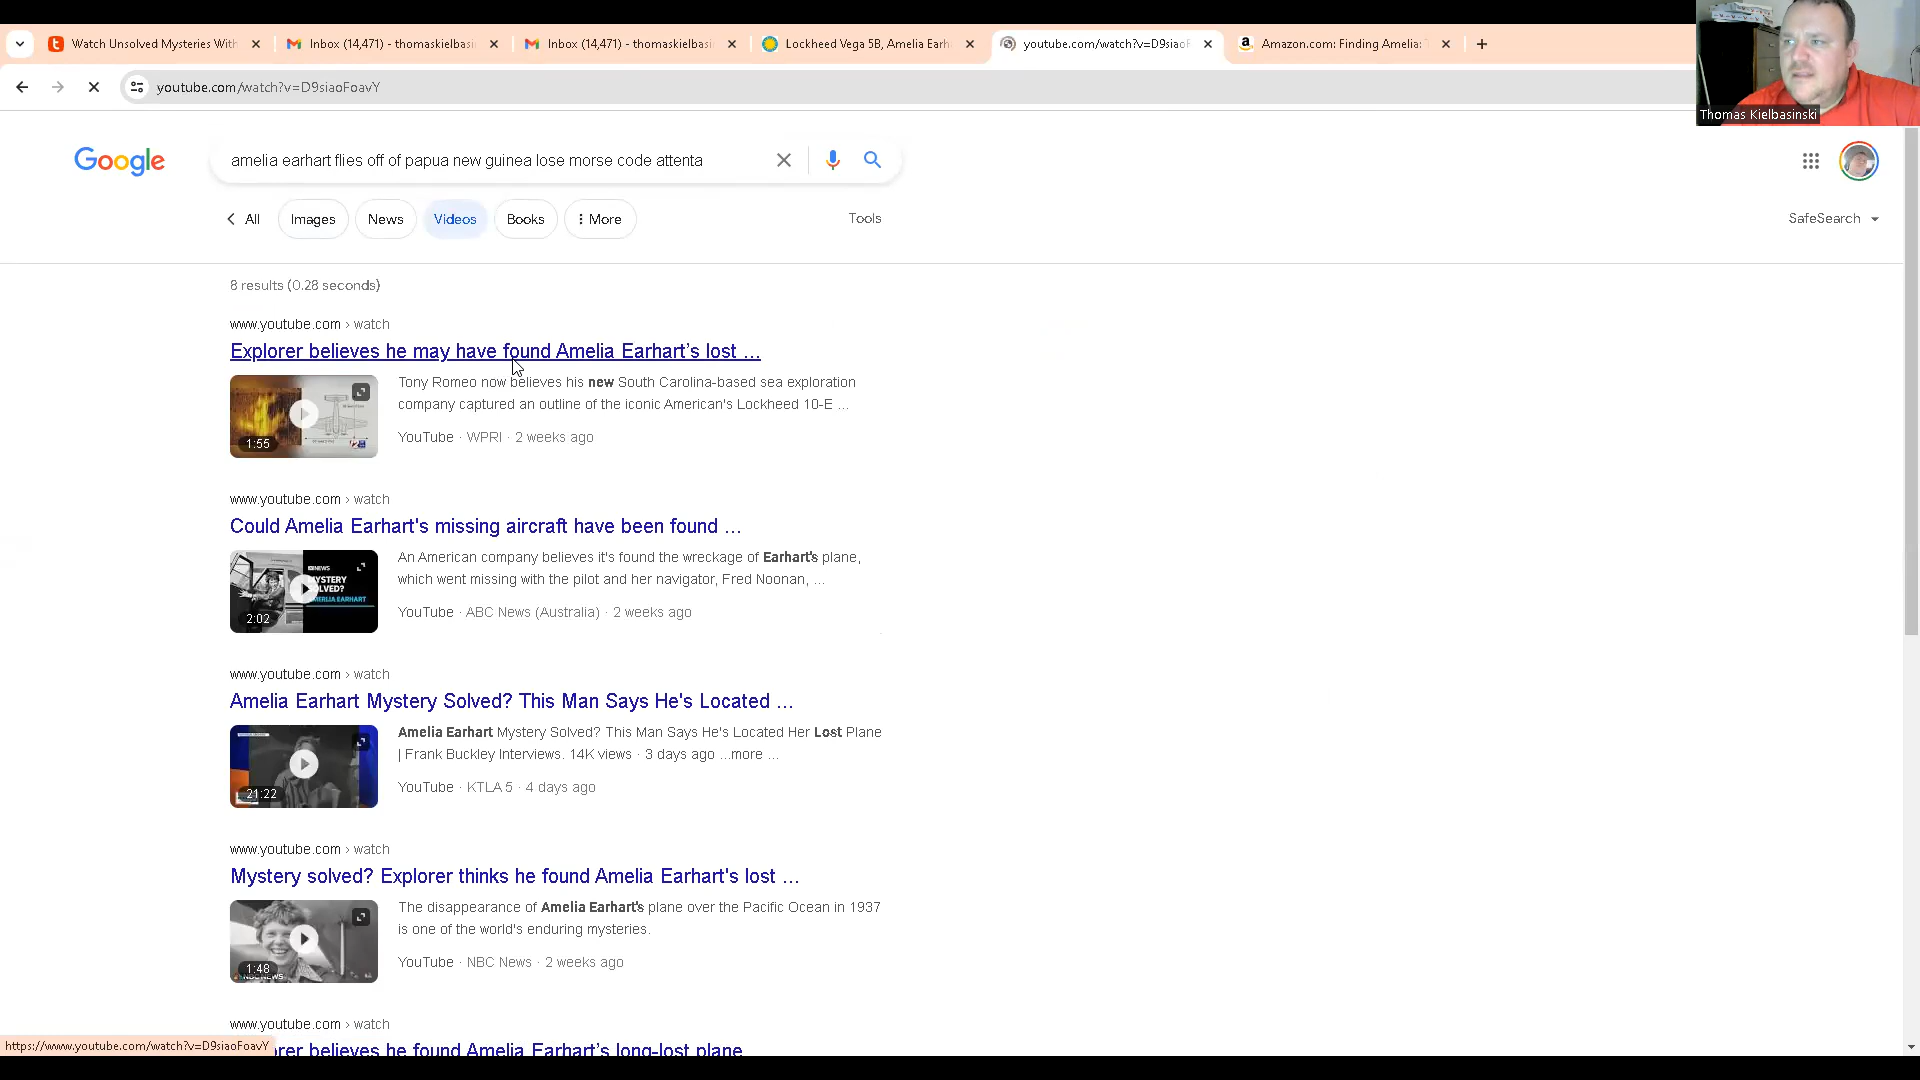 Watch Unsolved Mysteries With
Inbox (14,471) - thomaskielbasi
Inbox (14,471) - thomaskielbasi
Lockheed Vega 5B, Amelia Earh
youtube.com/watch?v=D9siaoF
Amazon.com: Finding Amelia:
youtube.com/watch?v=D9siaoFoavY
Thomas Kielbasinski
Google
amelia earhart flies off of papua new guinea lose morse code attenta
All
Images
News
Videos
Books
More
Tools
SafeSearch
8 results (0.28 seconds)
www.youtube.com › watch
Explorer believes he may have found Amelia Earhart's lost ...
Tony Romeo now believes his new South Carolina-based sea exploration
company captured an outline of the iconic American's Lockheed 10-E ...
1:55
YouTube · WPRI · 2 weeks ago
www.youtube.com › watch
Could Amelia Earhart's missing aircraft have been found ...
An American company believes it's found the wreckage of Earhart's plane,
which went missing with the pilot and her navigator, Fred Noonan, ...
NEWS
MYSTERY
SOLVED?
AMERLIA EARHART
2:02
YouTube · ABC News (Australia) · 2 weeks ago
www.youtube.com › watch
Amelia Earhart Mystery Solved? This Man Says He's Located ...
Amelia Earhart Mystery Solved? This Man Says He's Located Her Lost Plane
| Frank Buckley Interviews. 14K views · 3 days ago ...more ...
21:22
YouTube · KTLA 5 · 4 days ago
www.youtube.com › watch
Mystery solved? Explorer thinks he found Amelia Earhart's lost ...
The disappearance of Amelia Earhart's plane over the Pacific Ocean in 1937
is one of the world's enduring mysteries.
1:48
YouTube · NBC News · 2 weeks ago
www.youtube.com › watch
https://www.youtube.com/watch?v=D9siaoFoavY
believes he found Amelia Earhart's long-lost plane